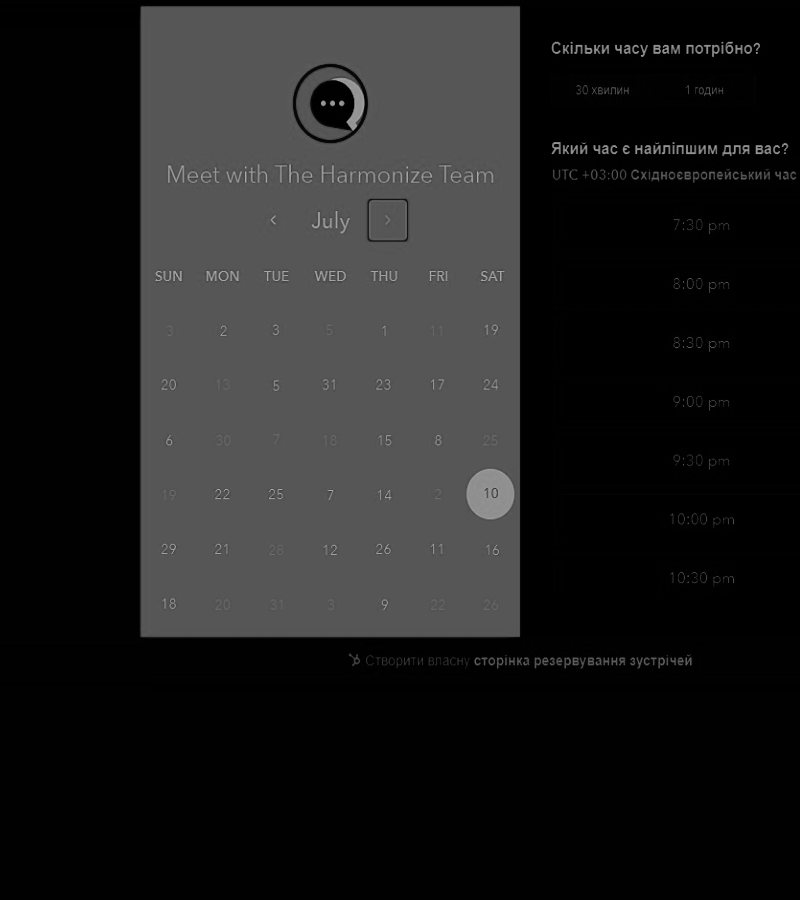 Meet with The Harmonize Team
July
SUN MON TUE WED THU FRI SAT
3 2 3 5 1 11 19
20 13 5 31 23 17 24
6 30 7 18 15 8 25
19 22 25 7 14 2 10
29 21 28 12 26 11 16
18 20 31 3 9 22 26
Скільки часу вам потрібно?
30 хвилин 1 годин
Який час є найліпшим для вас?
UTC +03:00 Східноєвропейський час
7:30 pm
8:00 pm
8:30 pm
9:00 pm
9:30 pm
10:00 pm
10:30 pm
Створити власну сторінка резервування зустрічей